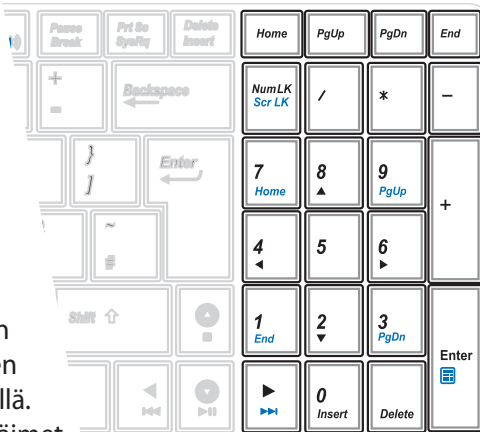 Pause Prt Sc Delete Home PgUp PgDn End
Break SysRq Insert
+ Backspace NumLK / * −
= Scr LK
} Enter 7 8 9 +
] Home PgUp
~ 4 5 6
#
Shift 1 2 3 Enter
End PgDn
0 Delete
Insert
llä.